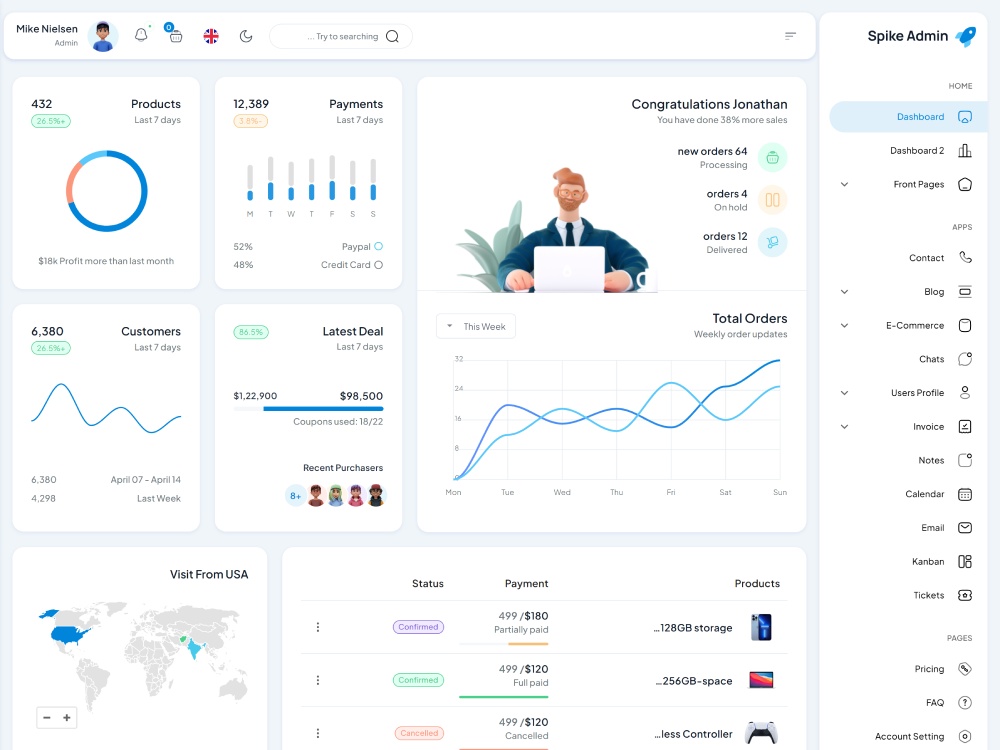 Mike Nielsen
Admin
0
Try to searching ...
Spike Admin
HOME
Dashboard
Dashboard 2
Front Pages
APPS
Contact
Blog
E-Commerce
Chats
Users Profile
Invoice
Notes
Calendar
Email
Kanban
Tickets
PAGES
Pricing
FAQ
Account Setting
432
Products
26.5%+
Last 7 days
$18k Profit more than last month
12,389
Payments
3.8%-
Last 7 days
M T W T F S S
52%
Paypal
48%
Credit Card
Congratulations Jonathan
You have done 38% more sales
new orders 64
Processing
orders 4
On hold
orders 12
Delivered
6,380
Customers
26.5%+
Last 7 days
6,380
April 07 - April 14
4,298
Last Week
86.5%
Latest Deal
Last 7 days
$1,22,900
$98,500
Coupons used: 18/22
Recent Purchasers
8+
This Week
Total Orders
Weekly order updates
32
24
16
8
0
Mon Tue Wed Thu Fri Sat Sun
Visit From USA
− +
Status
Payment
Products
Confirmed
499 /$180
Partially paid
...128GB storage
Confirmed
499 /$120
Full paid
...256GB-space
Cancelled
499 /$120
Cancelled
...less Controller